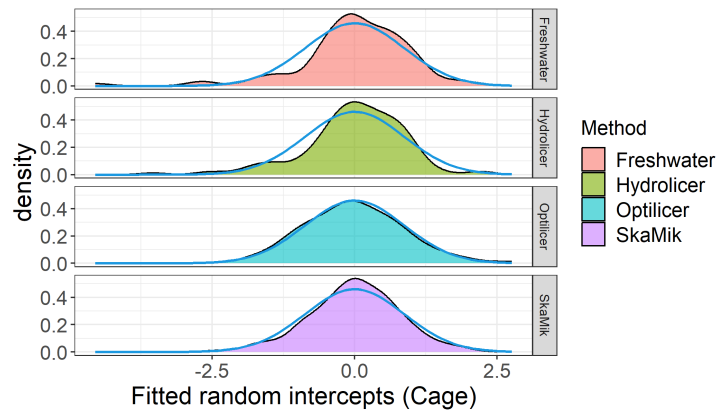 density
0.4
0.2
0.0
Freshwater
0.4
0.2
0.0
Hydrolicer
0.4
0.2
0.0
Optilicer
0.4
0.2
0.0
SkaMik
-2.5 0.0 2.5
Fitted random intercepts (Cage)
Method
Freshwater
Hydrolicer
Optilicer
SkaMik